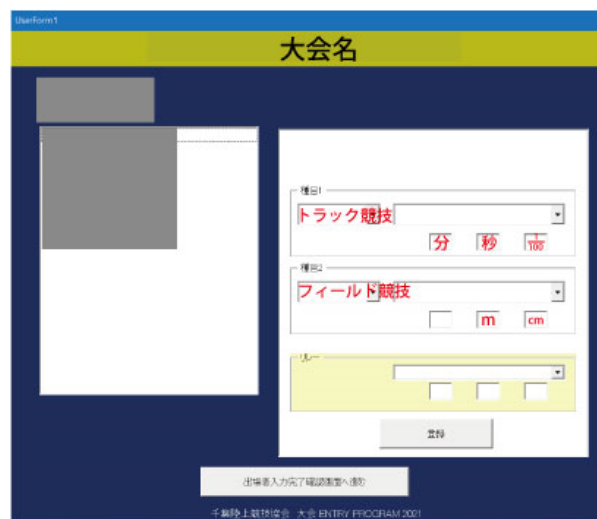 UserForm1
大会名
種目1
トラック競技
分 秒 1/100
種目2
フィールド競技
m cm
リレー
登録
出場者入力完了確認画面へ進む
千葉陸上競技協会 大会 ENTRY PROGRAM 2021